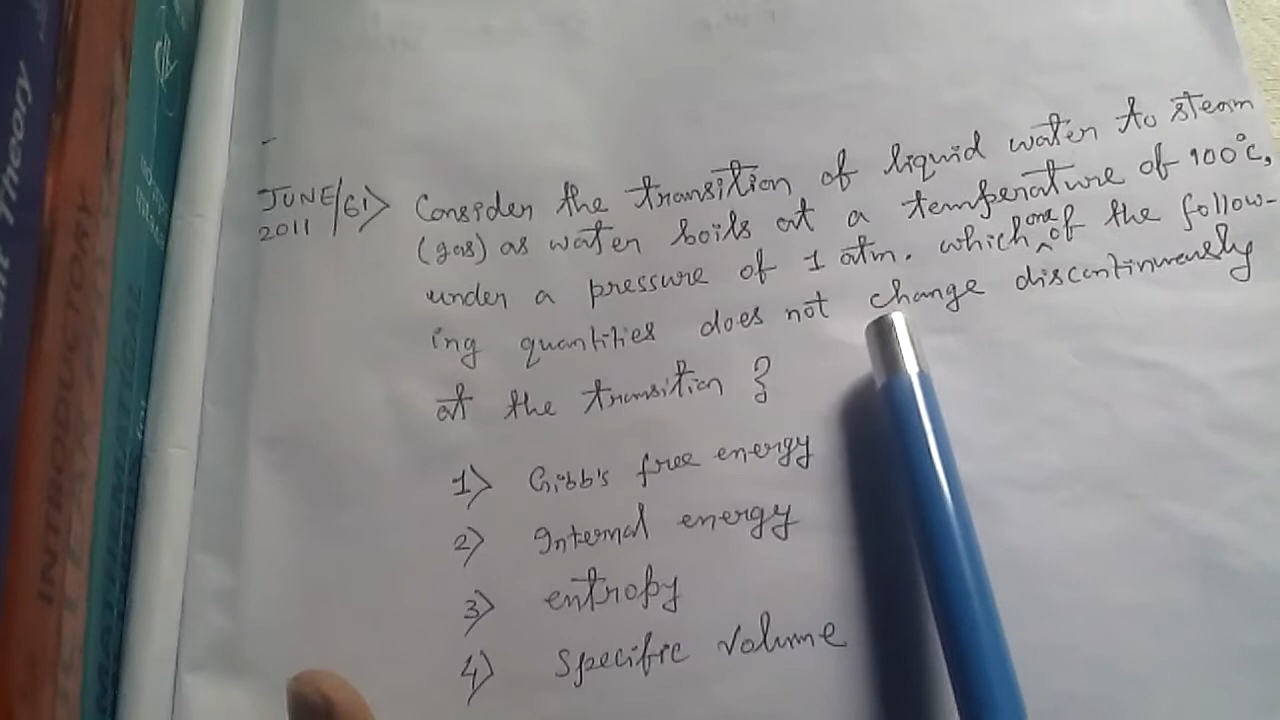 Theory
INTRODUCTORY
JUNE/61> Consider the transition of liquid water to steam
2011 (gas) as water boils at a temperature of 100°C,
under a pressure of 1 atm. which one of the follow-
ing quantities does not change discontinuously
at the transition ?
1> Gibb's free energy
2> Internal energy
3> entropy
4> Specific volume